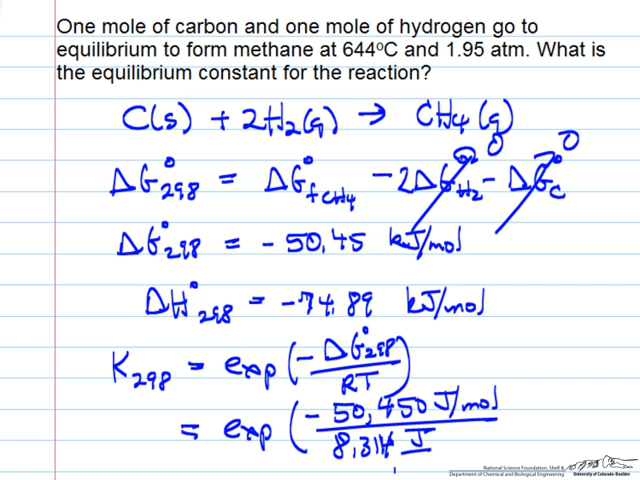 One mole of carbon and one mole of hydrogen go to
equilibrium to form methane at 644⁰C and 1.95 atm. What is
the equilibrium constant for the reaction?
C(s) + 2H₂(g) → CH₄(g)
ΔG°₂₉₈ = ΔG°f CH₄ - 2ΔG°H₂ - ΔG°C
0 0
ΔG°₂₉₈ = - 50.45 kJ/mol
ΔH°₂₉₈ = -74.89 kJ/mol
K₂₉₈ = exp (-ΔG°₂₉₈ / RT)
= exp (- 50,450 J/mol / 8.314 J
National Science Foundation, Shell &
Department of Chemical and Biological Engineering
University of Colorado Boulder